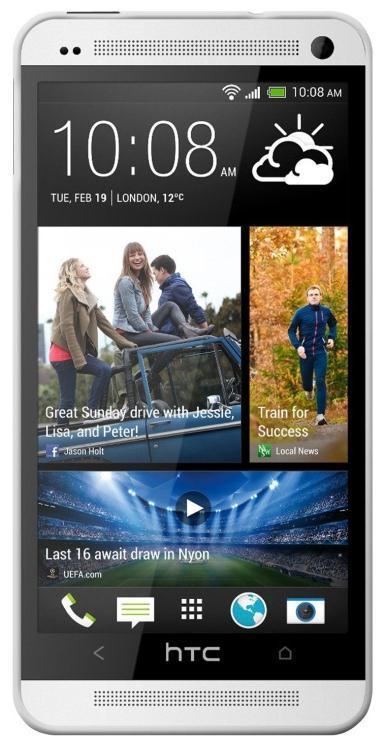 10:08 AM
10:08 AM
TUE, FEB 19 | LONDON, 12°C
Great Sunday drive with Jessie,
Lisa, and Peter!
f Jason Holt
Train for
Success
Local News
Last 16 await draw in Nyon
UEFA.com
hTC